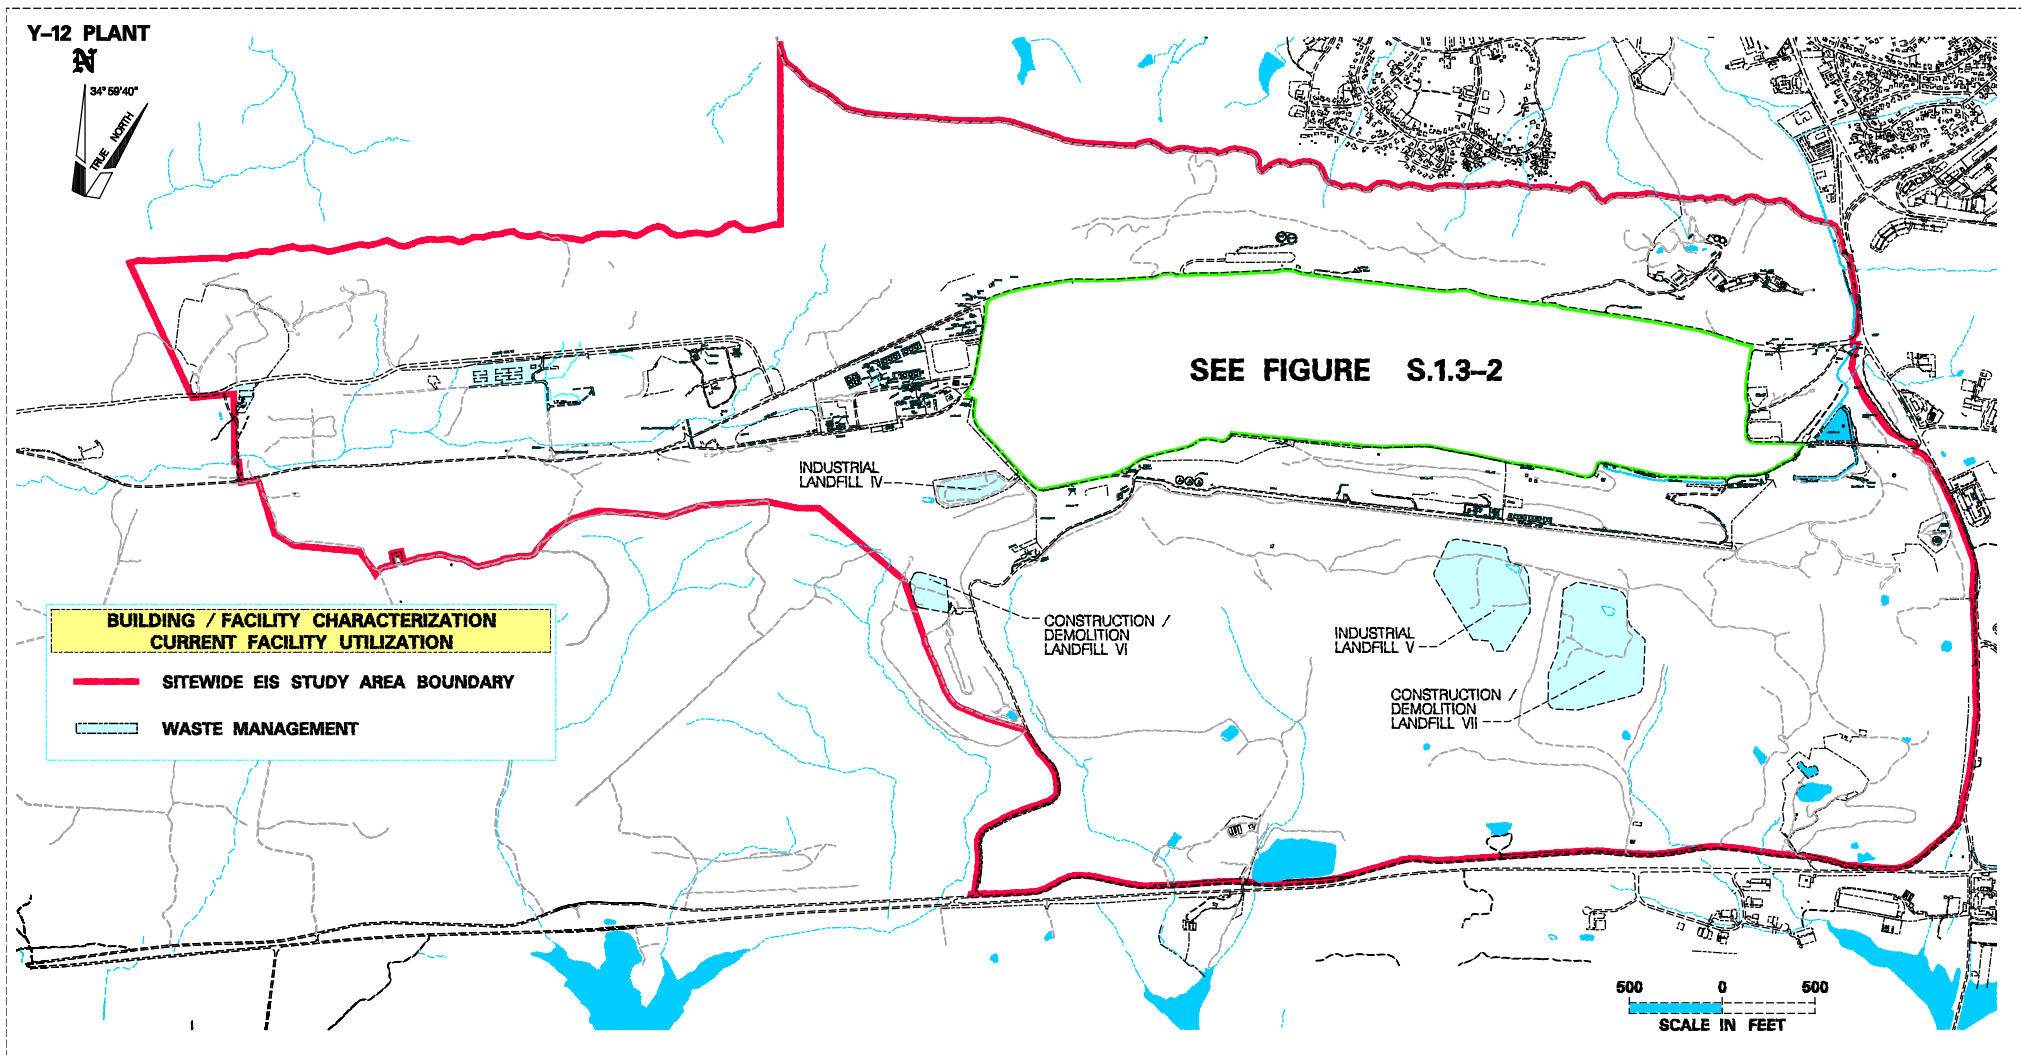 Y–12 PLANT
N
34° 59'40"
TRUE NORTH
SEE FIGURE S.1.3–2
INDUSTRIAL
LANDFILL IV
CONSTRUCTION /
DEMOLITION
LANDFILL VI
INDUSTRIAL
LANDFILL V
CONSTRUCTION /
DEMOLITION
LANDFILL VII
BUILDING / FACILITY CHARACTERIZATION
CURRENT FACILITY UTILIZATION
SITEWIDE EIS STUDY AREA BOUNDARY
WASTE MANAGEMENT
500 0 500
SCALE IN FEET